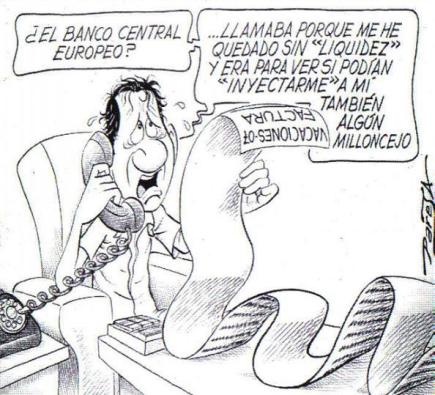 ¿EL BANCO CENTRAL
EUROPEO?
...LLAMABA PORQUE ME HE
QUEDADO SIN "LIQUIDEZ"
Y ERA PARA VER SI PODÍAN
"INYECTARME" A MI
TAMBIÉN
ALGÚN
MILLONCEJO
FACTURA
VACACIONES-07